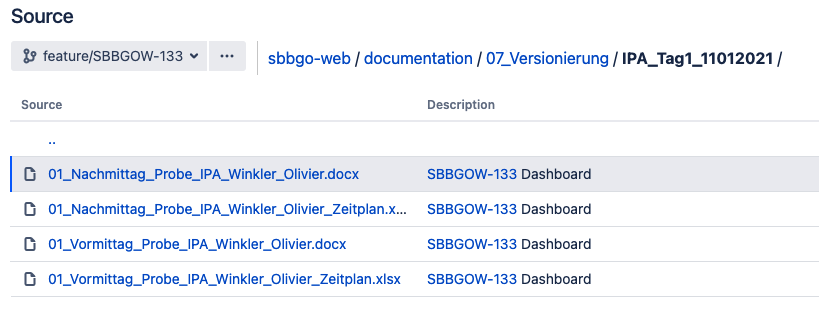 Source
feature/SBBGOW-133 ... sbbgo-web / documentation / 07_Versionierung / IPA_Tag1_11012021 /
Source Description
..
01_Nachmittag_Probe_IPA_Winkler_Olivier.docx SBBGOW-133 Dashboard
01_Nachmittag_Probe_IPA_Winkler_Olivier_Zeitplan.x... SBBGOW-133 Dashboard
01_Vormittag_Probe_IPA_Winkler_Olivier.docx SBBGOW-133 Dashboard
01_Vormittag_Probe_IPA_Winkler_Olivier_Zeitplan.xlsx SBBGOW-133 Dashboard